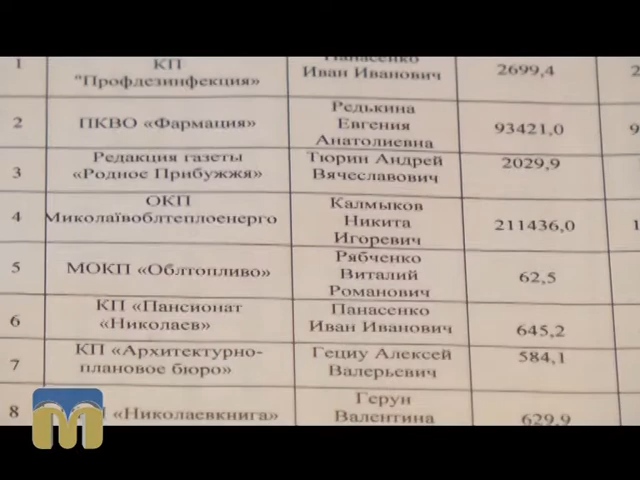 1
КП
"Профдезинфекция»
Панасенко
Иван Иванович
2699,4
2
ПКВО «Фармация»
Редькина
Евгения
Анатолиевна
93421,0
9
3
Редакция газеты
«Родное Прибужжя»
Тюрин Андрей
Вячеславович
2029,9
4
ОКП
Миколаївоблтеплоенерго
Калмыков
Никита
Игоревич
211436,0
1
5
МОКП «Облтопливо»
Рябченко
Виталий
Романович
62,5
6
КП «Пансионат
«Николаев»
Панасенко
Иван Иванович
645,2
7
КП «Архитектурно-
плановое бюро»
Гециу Алексей
Валерьевич
584,1
8
«Николаевкнига»
Герун
Валентина
629,9